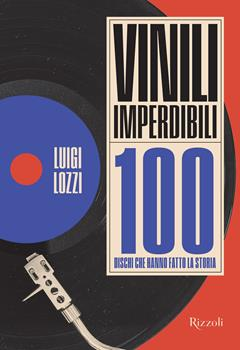 VINILI
IMPERDIBILI
LUIGI
LOZZI
100
DISCHI CHE HANNO FATTO LA STORIA
Rizzoli